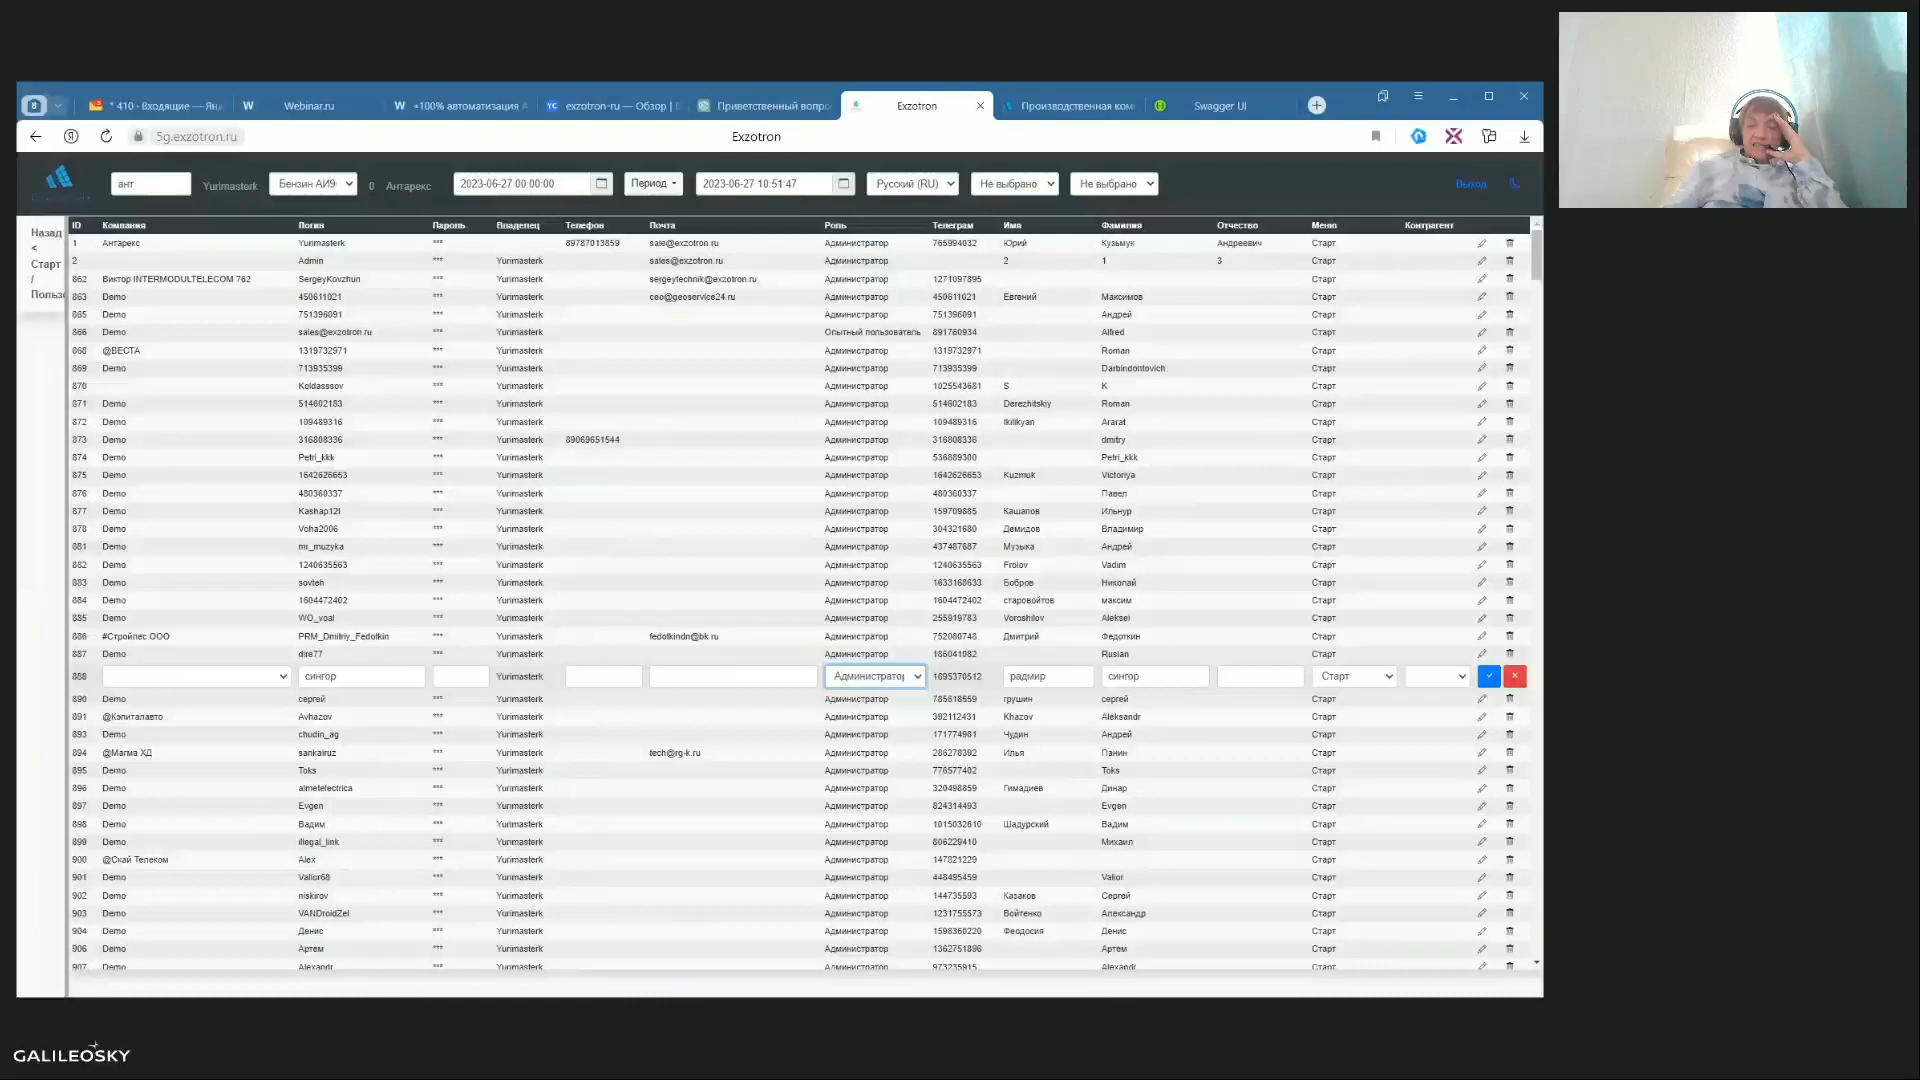 8 * 410 - Входящие — Ян W Webinar.ru W «100% автоматизация YC exzotron-ru — Обзор | Приветственный вопро Exzotron Производственная ком Swagger UI
5g.exzotron.ru Exzotron
ант Yurimasterk Бензин АИ9 0 Антарекс 2023-06-27 00:00:00 Период 2023-06-27 10:51:47 Русский (RU) Не выбрано Не выбрано Выход
Назад
<
Старт
/
Польз
ID Компания Логин Пароль Владелец Телефон Почта Роль Телеграм Имя Фамилия Отчество Меню Контрагент
1 Антарекс Yurimasterk *** 89787013859 sale@exzotron.ru Администратор 765994032 Юрий Кузьмук Андреевич Старт
2 Admin *** Yurimasterk sales@exzotron.ru Администратор 2 1 3 Старт
862 Виктор INTERMODULTELECOM 762 SergeyKovzhun *** Yurimasterk sergeytechnik@exzotron.ru Администратор 1271097895 Старт
863 Demo 450611021 *** Yurimasterk ceo@geoservice24.ru Администратор 450611021 Евгений Максимов Старт
865 Demo 751396091 *** Yurimasterk Администратор 751396091 Андрей Старт
866 Demo sales@exzotron.ru *** Yurimasterk Опытный пользователь 891760934 Alfred Старт
868 @ВЕСТА 1319732971 *** Yurimasterk Администратор 1319732971 Roman Старт
869 Demo 713935399 *** Yurimasterk Администратор 713935399 Darbindontovich Старт
870 Koldasssov *** Yurimasterk Администратор 1025543681 S K Старт
871 Demo 514602183 *** Yurimasterk Администратор 514602183 Derezhitskiy Roman Старт
872 Demo 109489316 *** Yurimasterk Администратор 109489316 Ikilikyan Ararat Старт
873 Demo 316808336 *** Yurimasterk 89069651544 Администратор 316808336 dmitry Старт
874 Demo Petri_kkk *** Yurimasterk Администратор 536889300 Petri_kkk Старт
875 Demo 1642626653 *** Yurimasterk Администратор 1642626653 Kuzmuk Victoriya Старт
876 Demo 480360337 *** Yurimasterk Администратор 480360337 Павел Старт
877 Demo Kashap12I *** Yurimasterk Администратор 159709885 Кашапов Ильнур Старт
878 Demo Voha2006 *** Yurimasterk Администратор 304321680 Демидов Владимир Старт
881 Demo mr_muzyka *** Yurimasterk Администратор 437487687 Музыка Андрей Старт
882 Demo 1240635563 *** Yurimasterk Администратор 1240635563 Frolov Vadim Старт
883 Demo sovteh *** Yurimasterk Администратор 1633168633 Бобров Николай Старт
884 Demo 1604472402 *** Yurimasterk Администратор 1604472402 старовойтов максим Старт
885 Demo WO_voal *** Yurimasterk Администратор 255919783 Voroshilov Aleksei Старт
886 #Стройлес ООО PRM_Dmitriy_Fedotkin *** Yurimasterk fedotkindn@bk.ru Администратор 752080748 Дмитрий Федоткин Старт
887 Demo dire77 *** Yurimasterk Администратор 186041082 Ruslan Старт
888 сингор Yurimasterk Администратор 1695370512 радмир сингор Старт
890 Demo сергей *** Yurimasterk Администратор 785618559 грушин сергей Старт
891 @Кэпиталавто Avhazov *** Yurimasterk Администратор 392112431 Khazov Aleksandr Старт
893 Demo chudin_ag *** Yurimasterk Администратор 171774981 Чудин Андрей Старт
894 @Магма ХД sankairuz *** Yurimasterk tech@rg-k.ru Администратор 286278392 Илья Панин Старт
895 Demo Toks *** Yurimasterk Администратор 776577402 Toks Старт
896 Demo almetelectrica *** Yurimasterk Администратор 320498859 Гимадиев Динар Старт
897 Demo Evgen *** Yurimasterk Администратор 824314493 Evgen Старт
898 Demo Вадим *** Yurimasterk Администратор 1015032610 Шадурский Вадим Старт
899 Demo illegal_link *** Yurimasterk Администратор 806229410 Михаил Старт
900 @Скай Телеком Alex *** Yurimasterk Администратор 147821229 Старт
901 Demo Valior68 *** Yurimasterk Администратор 448495459 Valior Старт
902 Demo niskirov *** Yurimasterk Администратор 144735593 Казаков Сергей Старт
903 Demo VANDroidZel *** Yurimasterk Администратор 1231755573 Войтенко Александр Старт
904 Demo Денис *** Yurimasterk Администратор 1598360220 Феодосия Денис Старт
906 Demo Артем *** Yurimasterk Администратор 1362751896 Артем Старт
907 Demo Alexandr *** Yurimasterk Администратор 973235915 Alexandr Старт
GALILEOSKY